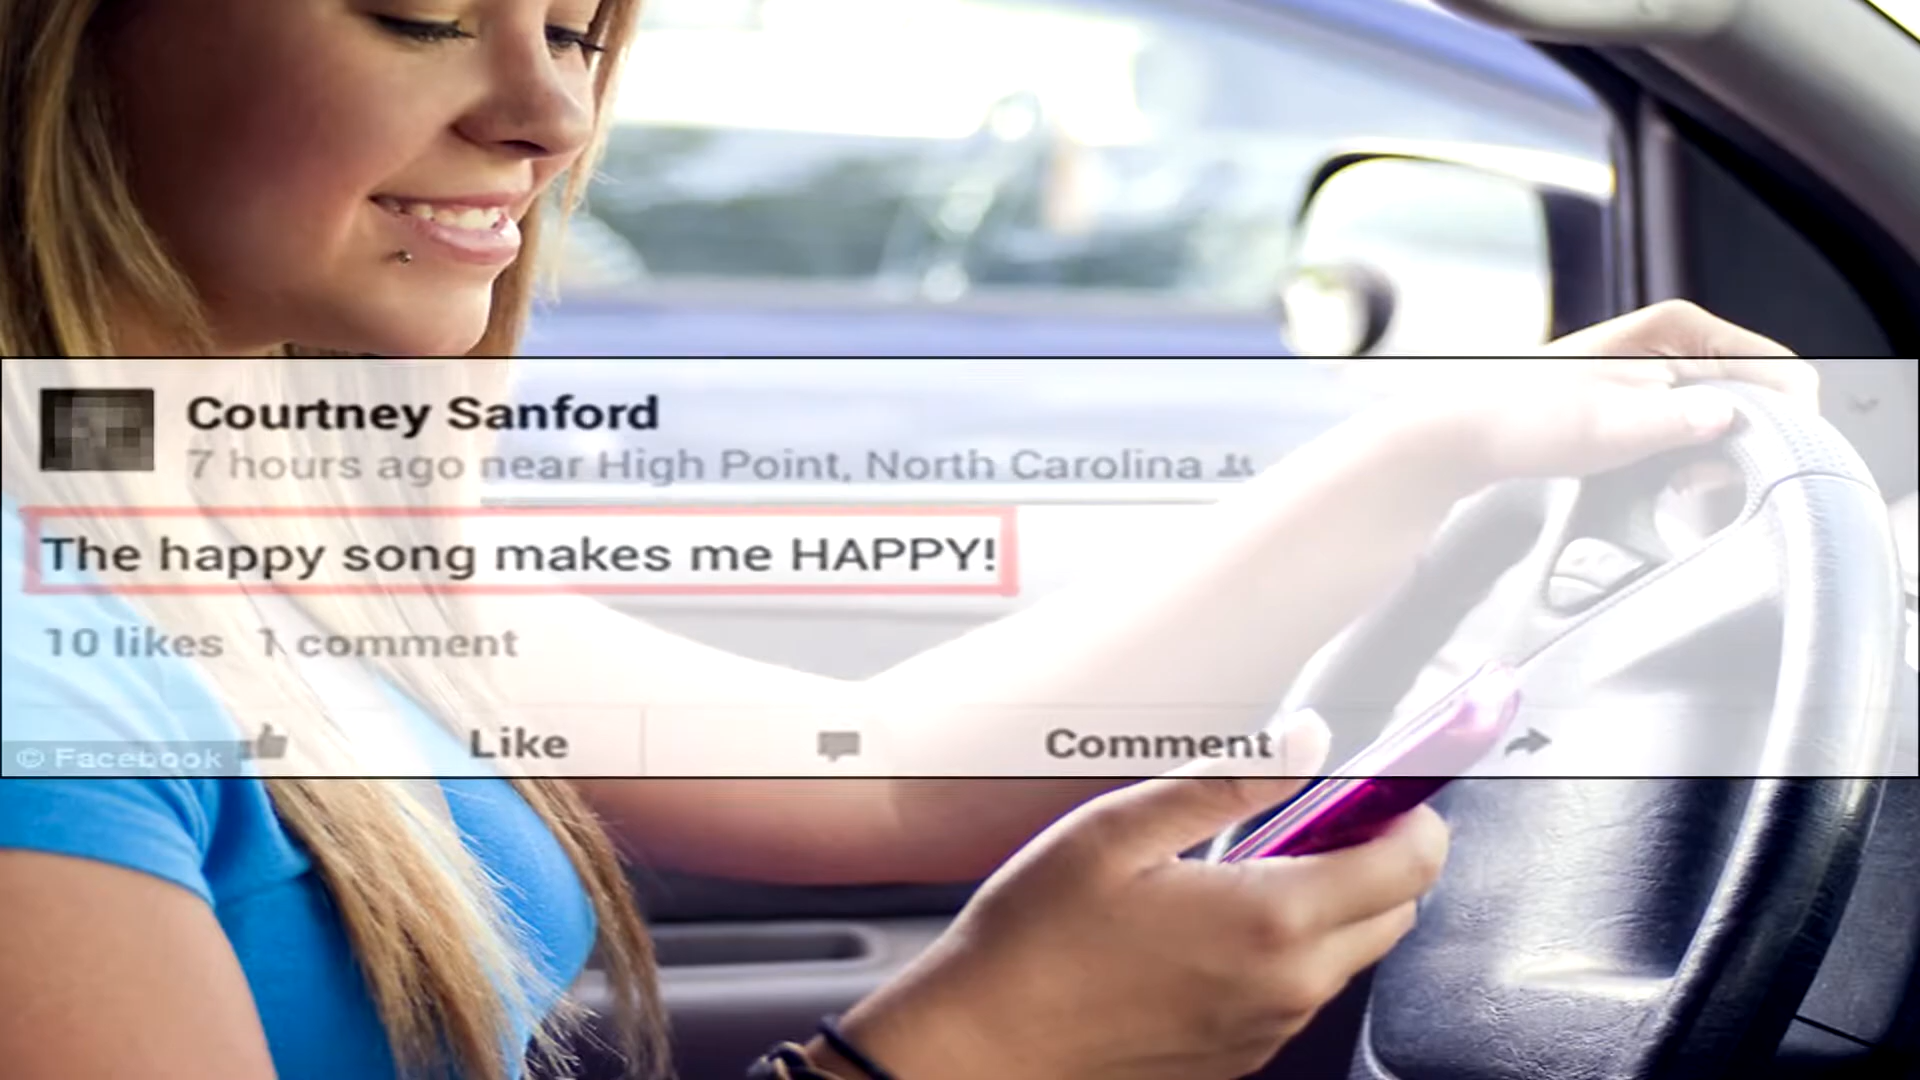 Courtney Sanford
7 hours ago near High Point, North Carolina
The happy song makes me HAPPY!
10 likes 1 comment
Like Comment
© Facebook